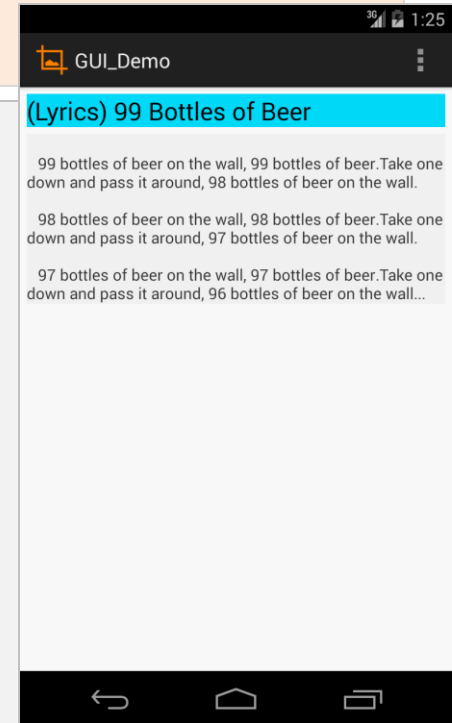 3G 1:25
GUI_Demo
(Lyrics) 99 Bottles of Beer
99 bottles of beer on the wall, 99 bottles of beer.Take one
down and pass it around, 98 bottles of beer on the wall.
98 bottles of beer on the wall, 98 bottles of beer.Take one
down and pass it around, 97 bottles of beer on the wall.
97 bottles of beer on the wall, 97 bottles of beer.Take one
down and pass it around, 96 bottles of beer on the wall...